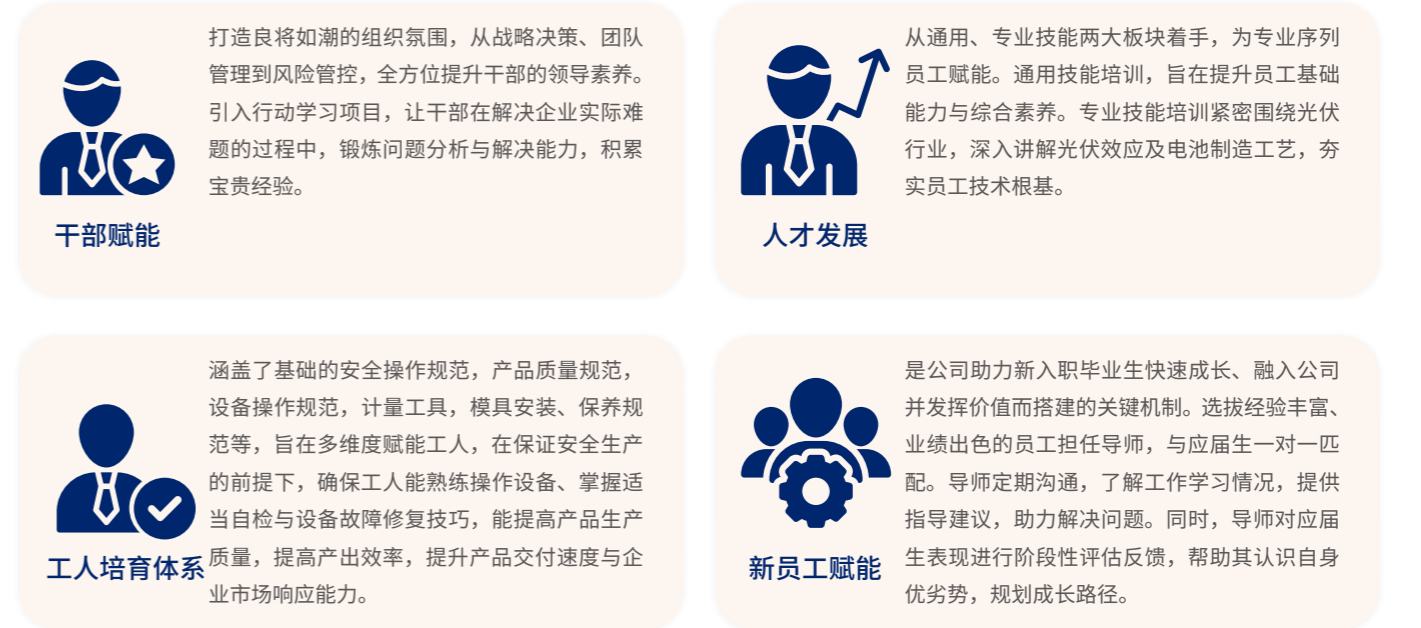 打造良将如潮的组织氛围，从战略决策、团队
管理到风险管控，全方位提升干部的领导素养。
引入行动学习项目，让干部在解决企业实际难
题的过程中，锻炼问题分析与解决能力，积累
宝贵经验。
干部赋能
从通用、专业技能两大板块着手，为专业序列
员工赋能。通用技能培训，旨在提升员工基础
能力与综合素养。专业技能培训紧密围绕光伏
行业，深入讲解光伏效应及电池制造工艺，夯
实员工技术根基。
人才发展
涵盖了基础的安全操作规范，产品质量规范，
设备操作规范，计量工具，模具安装、保养规
范等，旨在多维度赋能工人，在保证安全生产
的前提下，确保工人能熟练操作设备、掌握适
当自检与设备故障修复技巧，能提高产品生产
质量，提高产出效率，提升产品交付速度与企
业市场响应能力。
工人培育体系
是公司助力新入职毕业生快速成长、融入公司
并发挥价值而搭建的关键机制。选拔经验丰富、
业绩出色的员工担任导师，与应届生一对一匹
配。导师定期沟通，了解工作学习情况，提供
指导建议，助力解决问题。同时，导师对应届
生表现进行阶段性评估反馈，帮助其认识自身
优劣势，规划成长路径。
新员工赋能